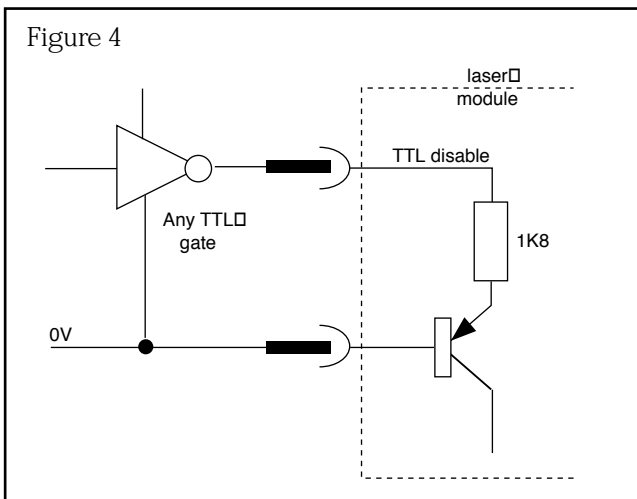 Figure 4
laser□
module
TTL disable
Any TTL□
gate
1K8
0V